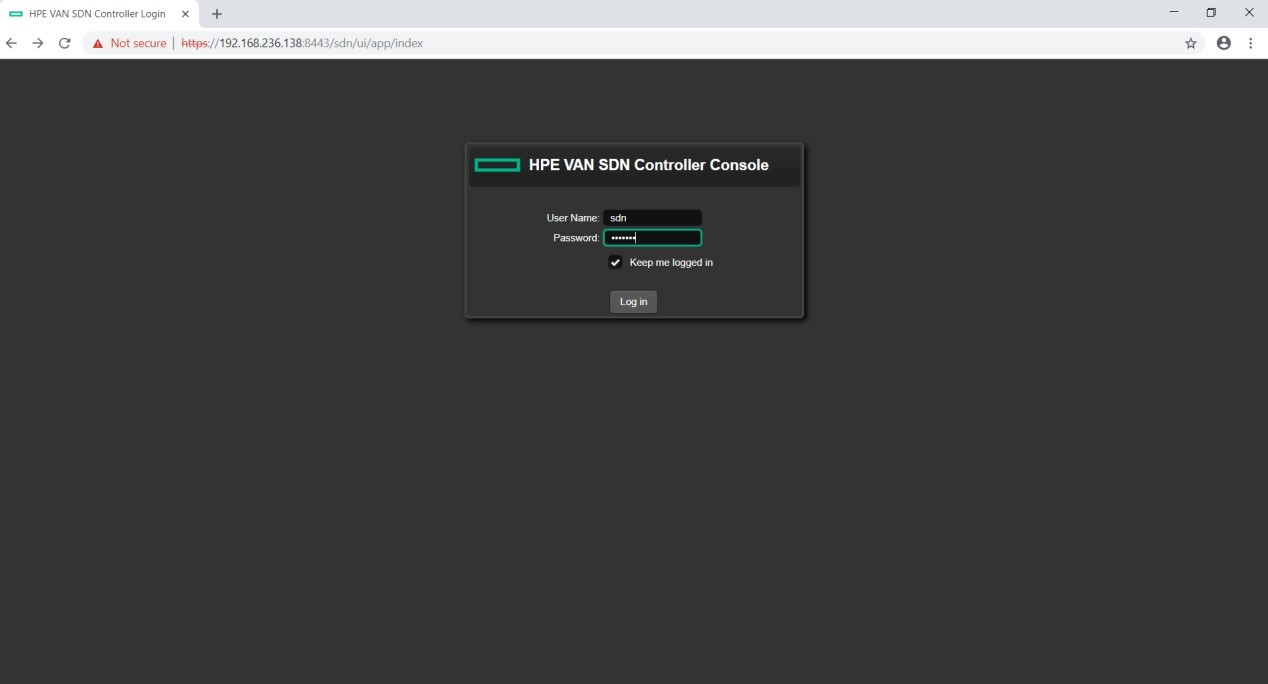 HPE VAN SDN Controller Login
Not secure | https://192.168.236.138:8443/sdn/ui/app/index
HPE VAN SDN Controller Console
User Name: sdn
Password: •••••••
Keep me logged in
Log in